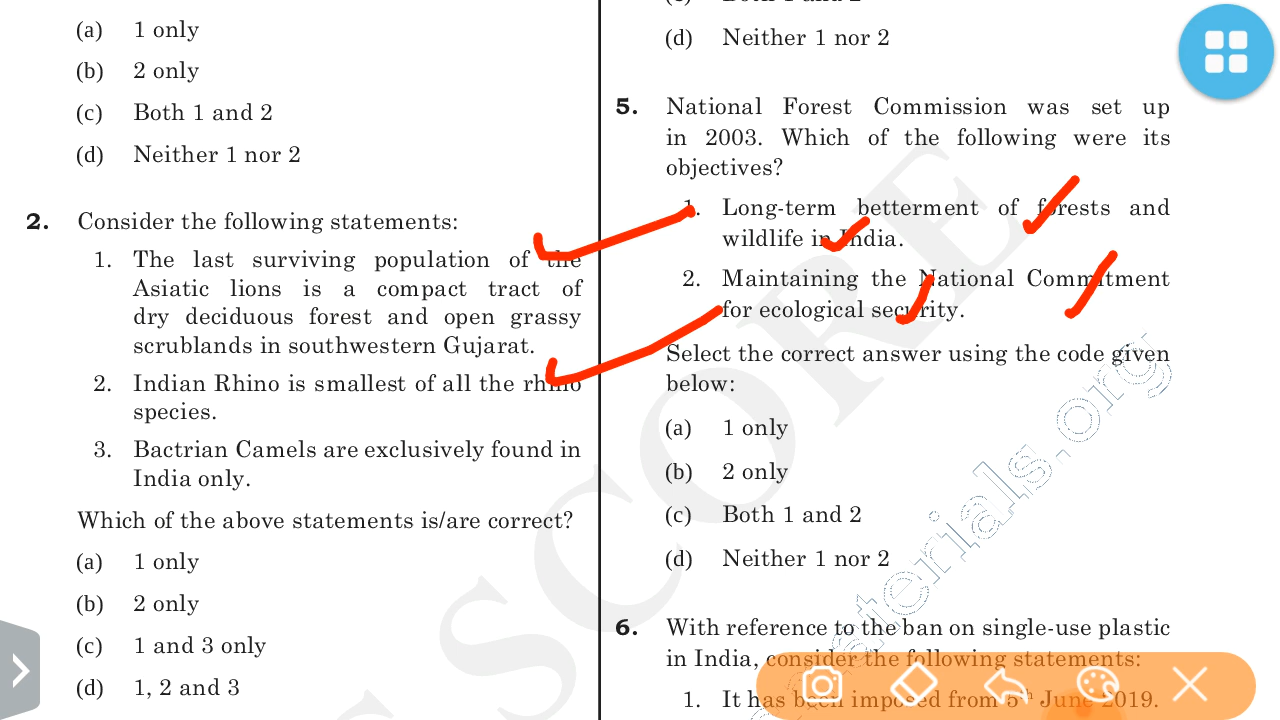 (a) 1 only
(b) 2 only
(c) Both 1 and 2
(d) Neither 1 nor 2
2. Consider the following statements:
1. The last surviving population of the
Asiatic lions is a compact tract of
dry deciduous forest and open grassy
scrublands in southwestern Gujarat.
2. Indian Rhino is smallest of all the rhino
species.
3. Bactrian Camels are exclusively found in
India only.
Which of the above statements is/are correct?
(a) 1 only
(b) 2 only
(c) 1 and 3 only
(d) 1, 2 and 3
(d) Neither 1 nor 2
5. National Forest Commission was set up
in 2003. Which of the following were its
objectives?
1. Long-term betterment of forests and
wildlife in India.
2. Maintaining the National Commitment
for ecological security.
Select the correct answer using the code given
below:
(a) 1 only
(b) 2 only
(c) Both 1 and 2
(d) Neither 1 nor 2
6. With reference to the ban on single-use plastic
in India, consider the following statements:
1. It has been imposed from 5th June 2019.
SCORE